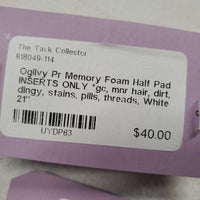 The Tack Collector
818049-114
Ogilvy Pr Memory Foam Half Pad
INSERTS ONLY *gc, mnr hair, dirt,
dingy, stains, pills, threads, White
21"
UYDP83
$40.00